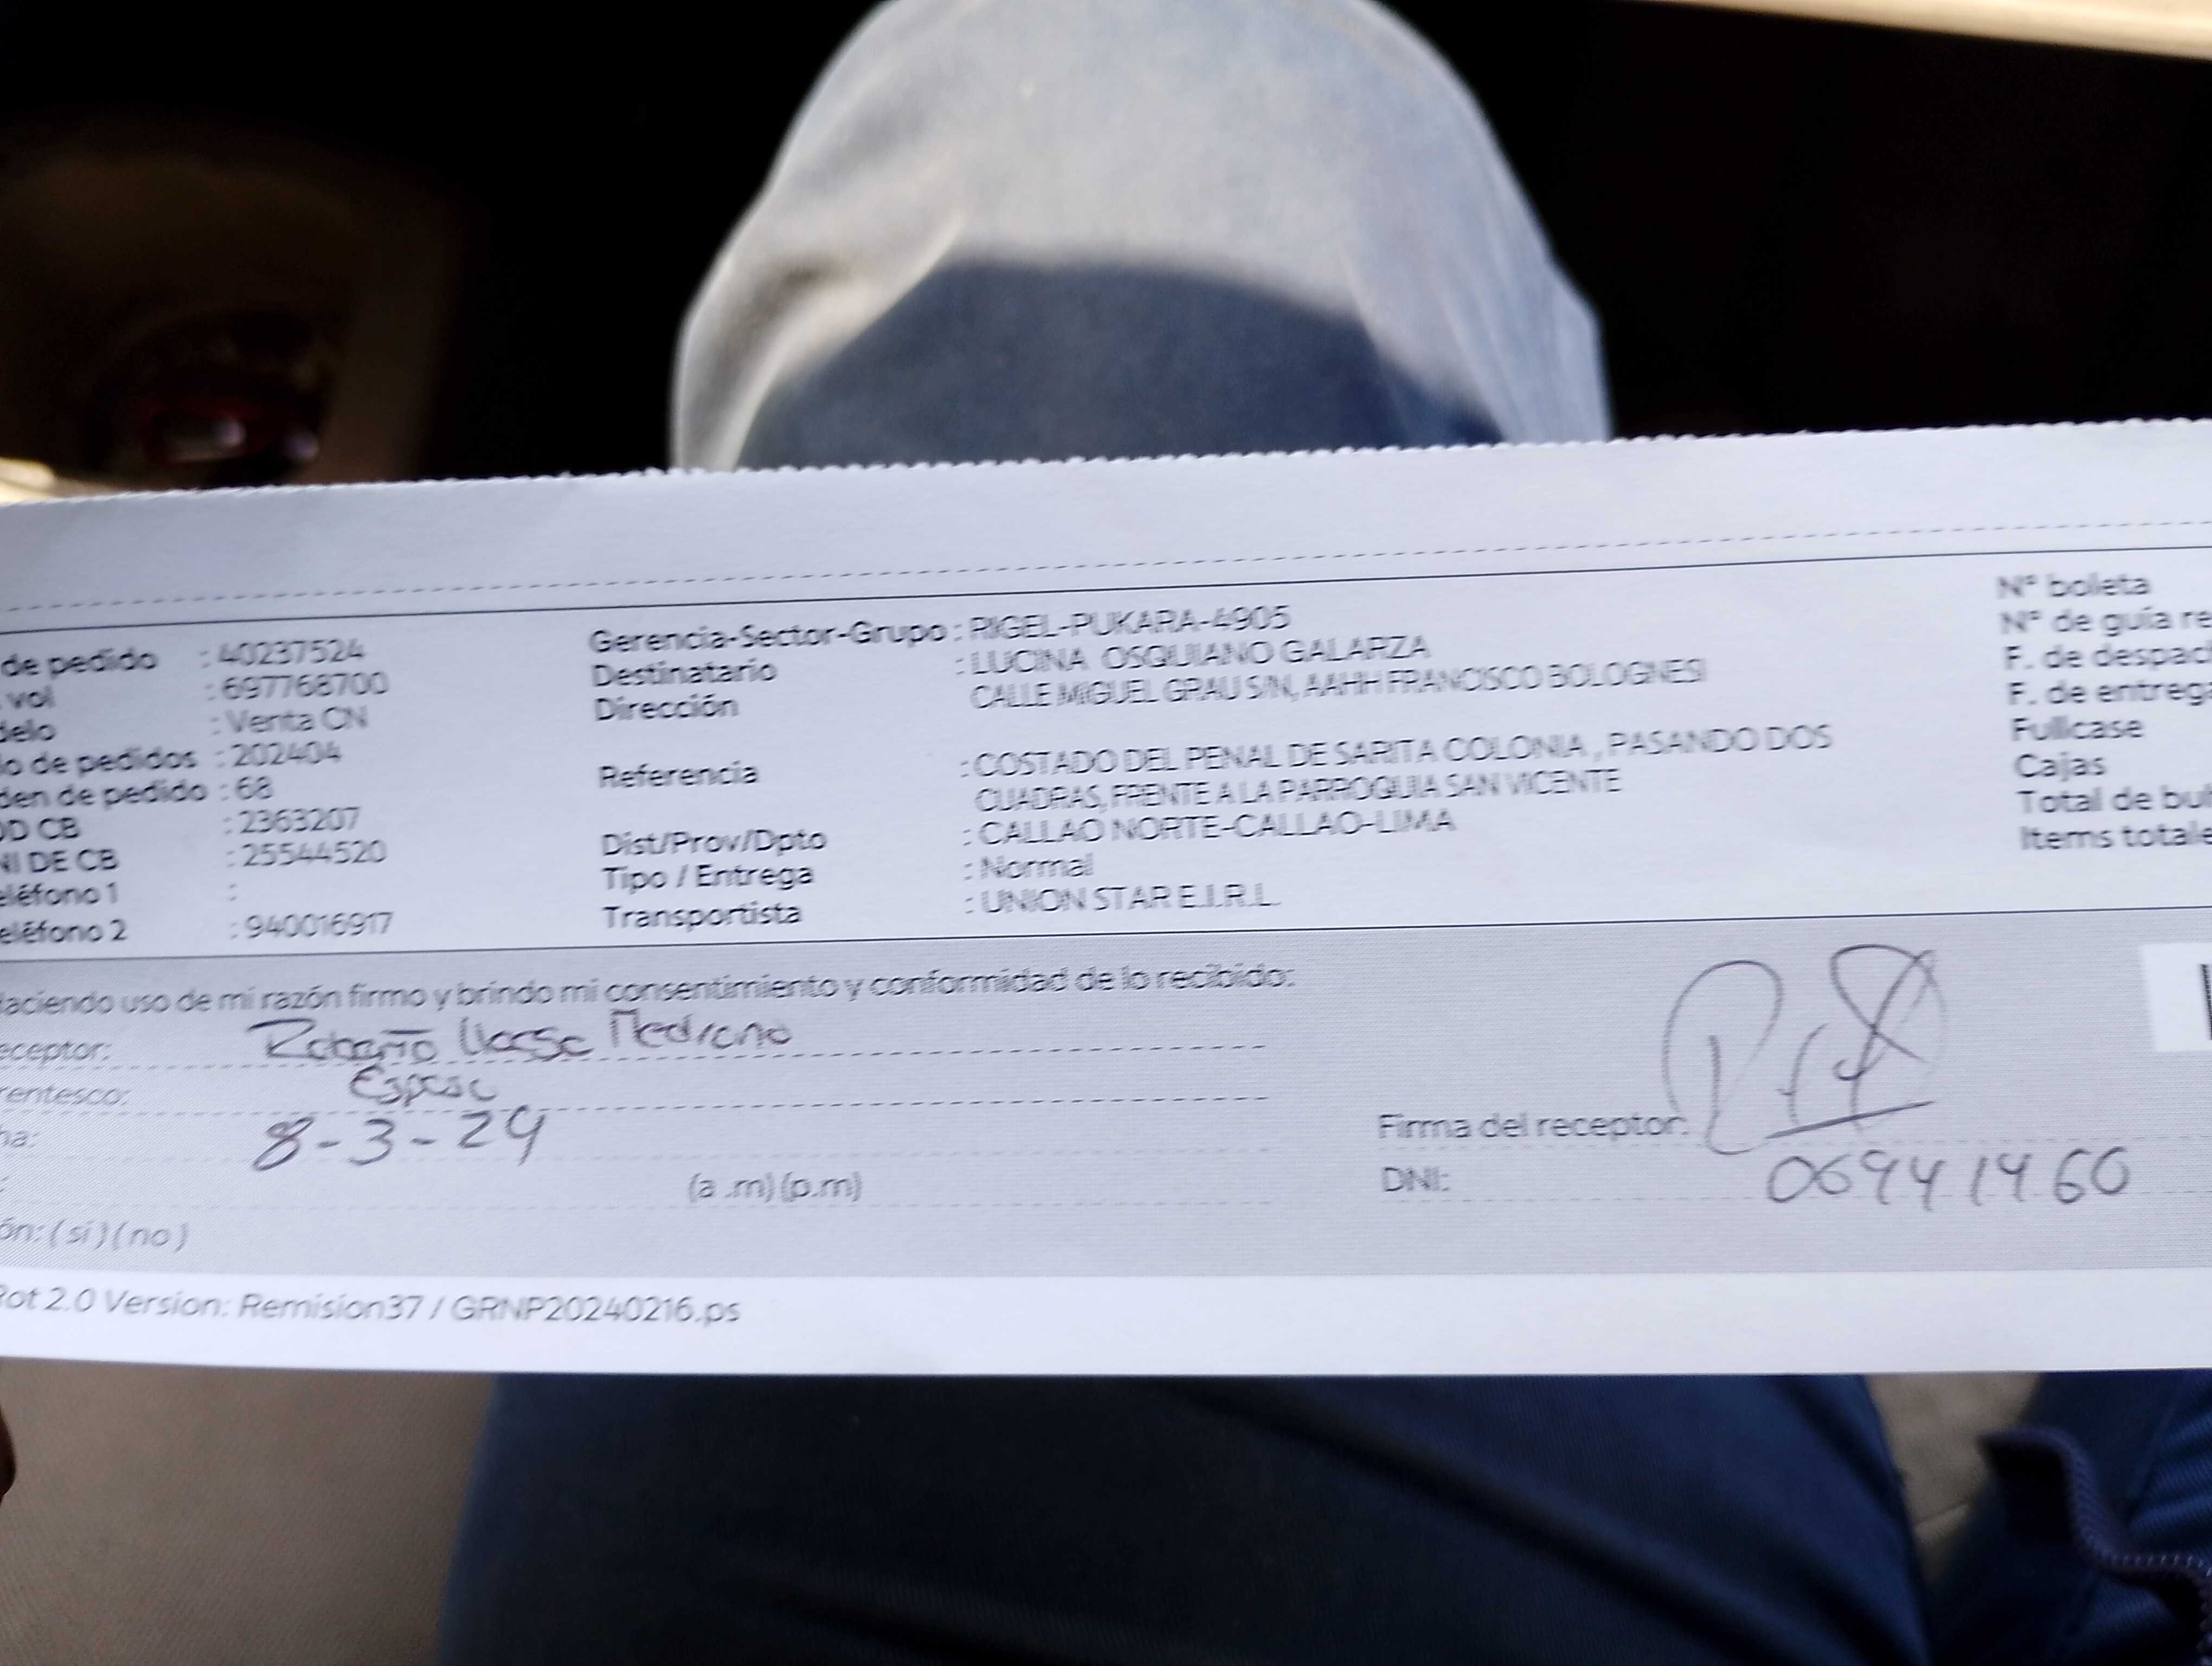 de pedido : 40237524
vol : 697768700
delo : Venta CN
o de pedidos : 202404
den de pedido : 68
OD CB : 2363207
NI DE CB : 25544520
eléfono 1 :
eléfono 2 : 940016917
Gerencia-Sector-Grupo : RIGEL-PUKARA-4905
Destinatario : LUCINA OSQUIANO GALARZA
Dirección CALLE MIGUEL GRAU S/N, AAHH FRANCISCO BOLOGNESI
Referencia : COSTADO DEL PENAL DE SARITA COLONIA , PASANDO DOS
CUADRAS, FRENTE A LA PARROQUIA SAN VICENTE
Dist/Prov/Dpto : CALLAO NORTE-CALLAO-LIMA
Tipo / Entrega : Normal
Transportista : UNION STAR E.I.R.L.
N° boleta
N° de guía re
F. de despach
F. de entrega
Fullcase
Cajas
Total de bul
Items totale
Haciendo uso de mi razón firmo y brindo mi consentimiento y conformidad de lo recibido:
eceptor: Medrano
rentesco: Esposo
ha: 8-3-24
: (a .m) (p.m)
ón: ( si ) ( no )
Firma del receptor:
DNI: 06941460
Rot 2.0 Version: Remision37 / GRNP20240216.ps